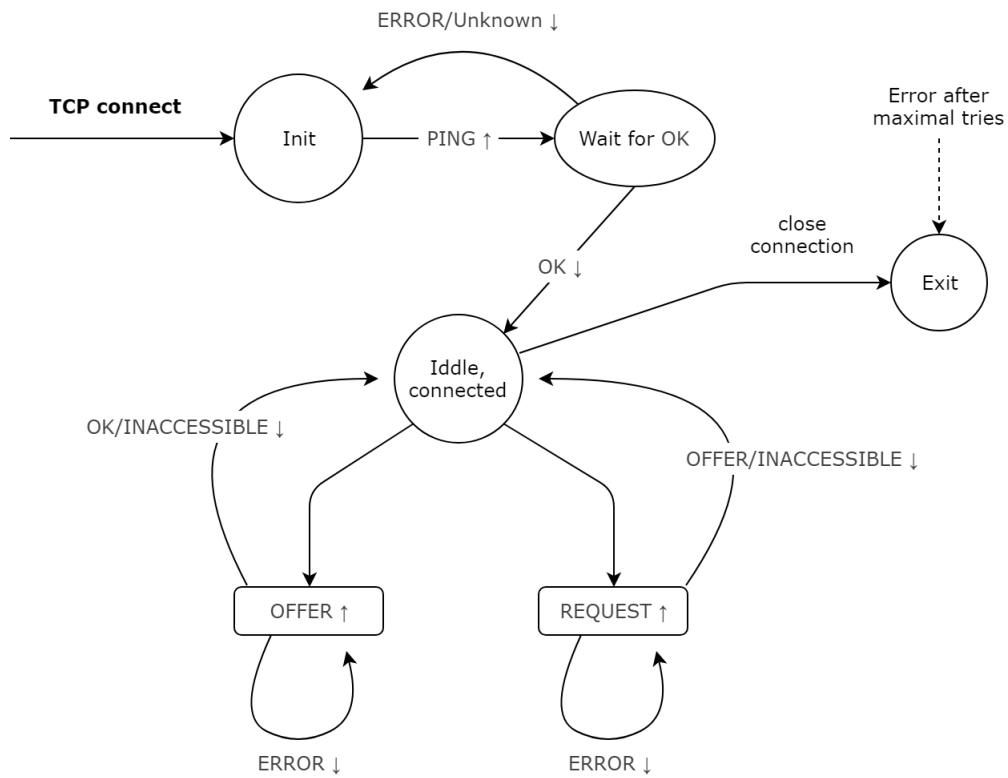 ERROR/Unknown ↓
TCP connect
Init
PING ↑
Wait for OK
Error after
maximal tries
OK ↓
close
connection
Exit
Iddle,
connected
OK/INACCESSIBLE ↓
OFFER/INACCESSIBLE ↓
OFFER ↑
REQUEST ↑
ERROR ↓
ERROR ↓